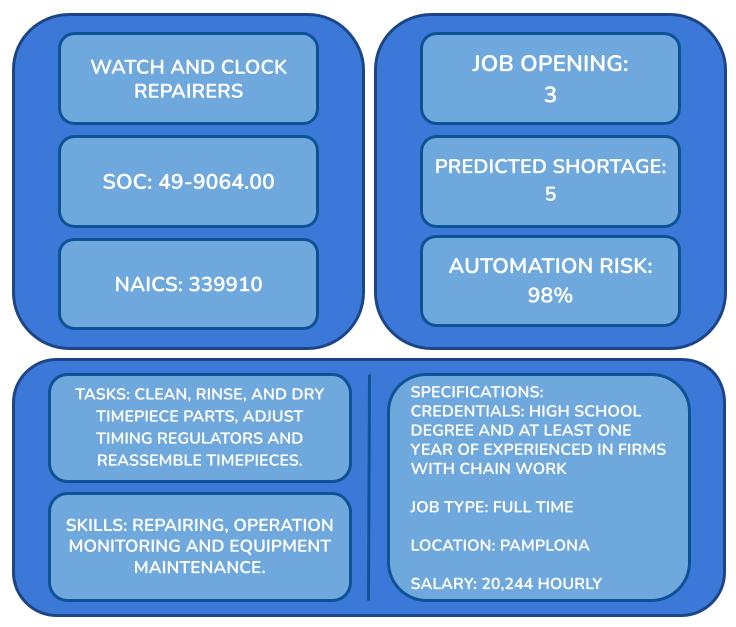 WATCH AND CLOCK
REPAIRERS
SOC: 49-9064.00
NAICS: 339910
JOB OPENING:
3
PREDICTED SHORTAGE:
5
AUTOMATION RISK:
98%
TASKS: CLEAN, RINSE, AND DRY
TIMEPIECE PARTS, ADJUST
TIMING REGULATORS AND
REASSEMBLE TIMEPIECES.
SKILLS: REPAIRING, OPERATION
MONITORING AND EQUIPMENT
MAINTENANCE.
SPECIFICATIONS:
CREDENTIALS: HIGH SCHOOL
DEGREE AND AT LEAST ONE
YEAR OF EXPERIENCED IN FIRMS
WITH CHAIN WORK
JOB TYPE: FULL TIME
LOCATION: PAMPLONA
SALARY: 20,244 HOURLY